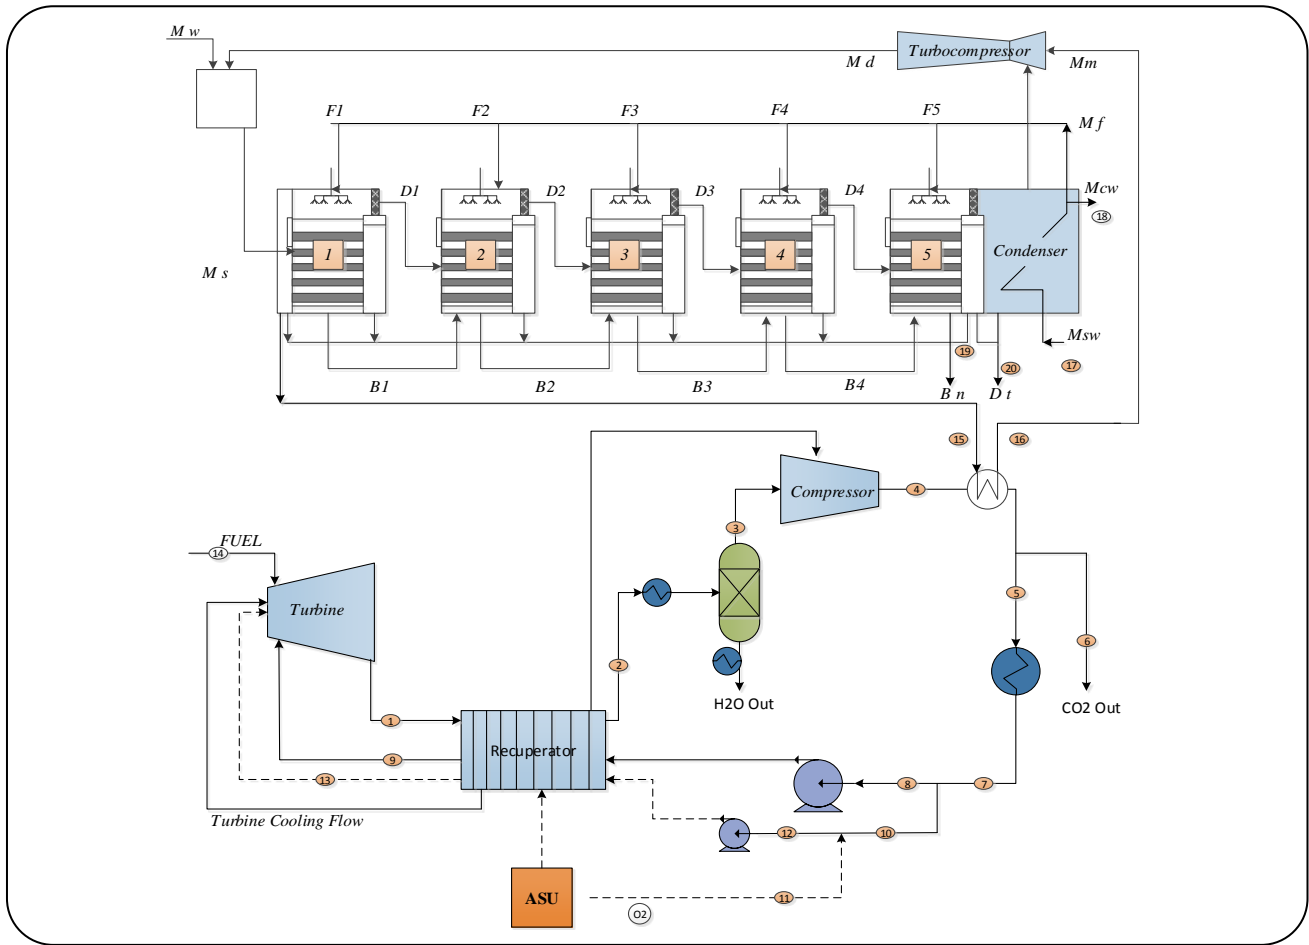 M w
Turbocompressor
M d
Mm
F1
F2
F3
F4
F5
M f
D1
D2
D3
D4
Mcw
18
1
2
3
4
5
Condenser
M s
Msw
19
17
20
B1
B2
B3
B4
B n
D t
15
16
Compressor
4
3
FUEL
14
Turbine
5
2
6
H2O Out
CO2 Out
1
Recuperator
9
13
8
7
Turbine Cooling Flow
12
10
ASU
11
O2